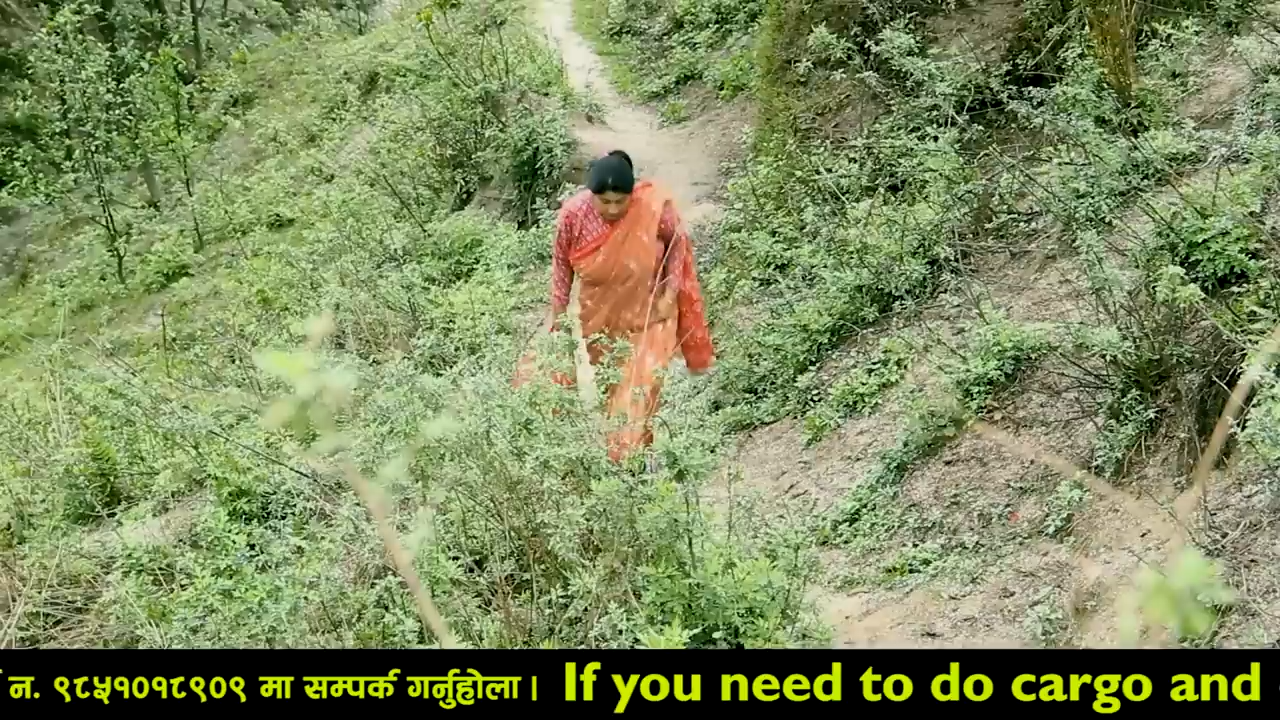 न. ९८५१०१८९०९ मा सम्पर्क गर्नुहोला । If you need to do cargo and